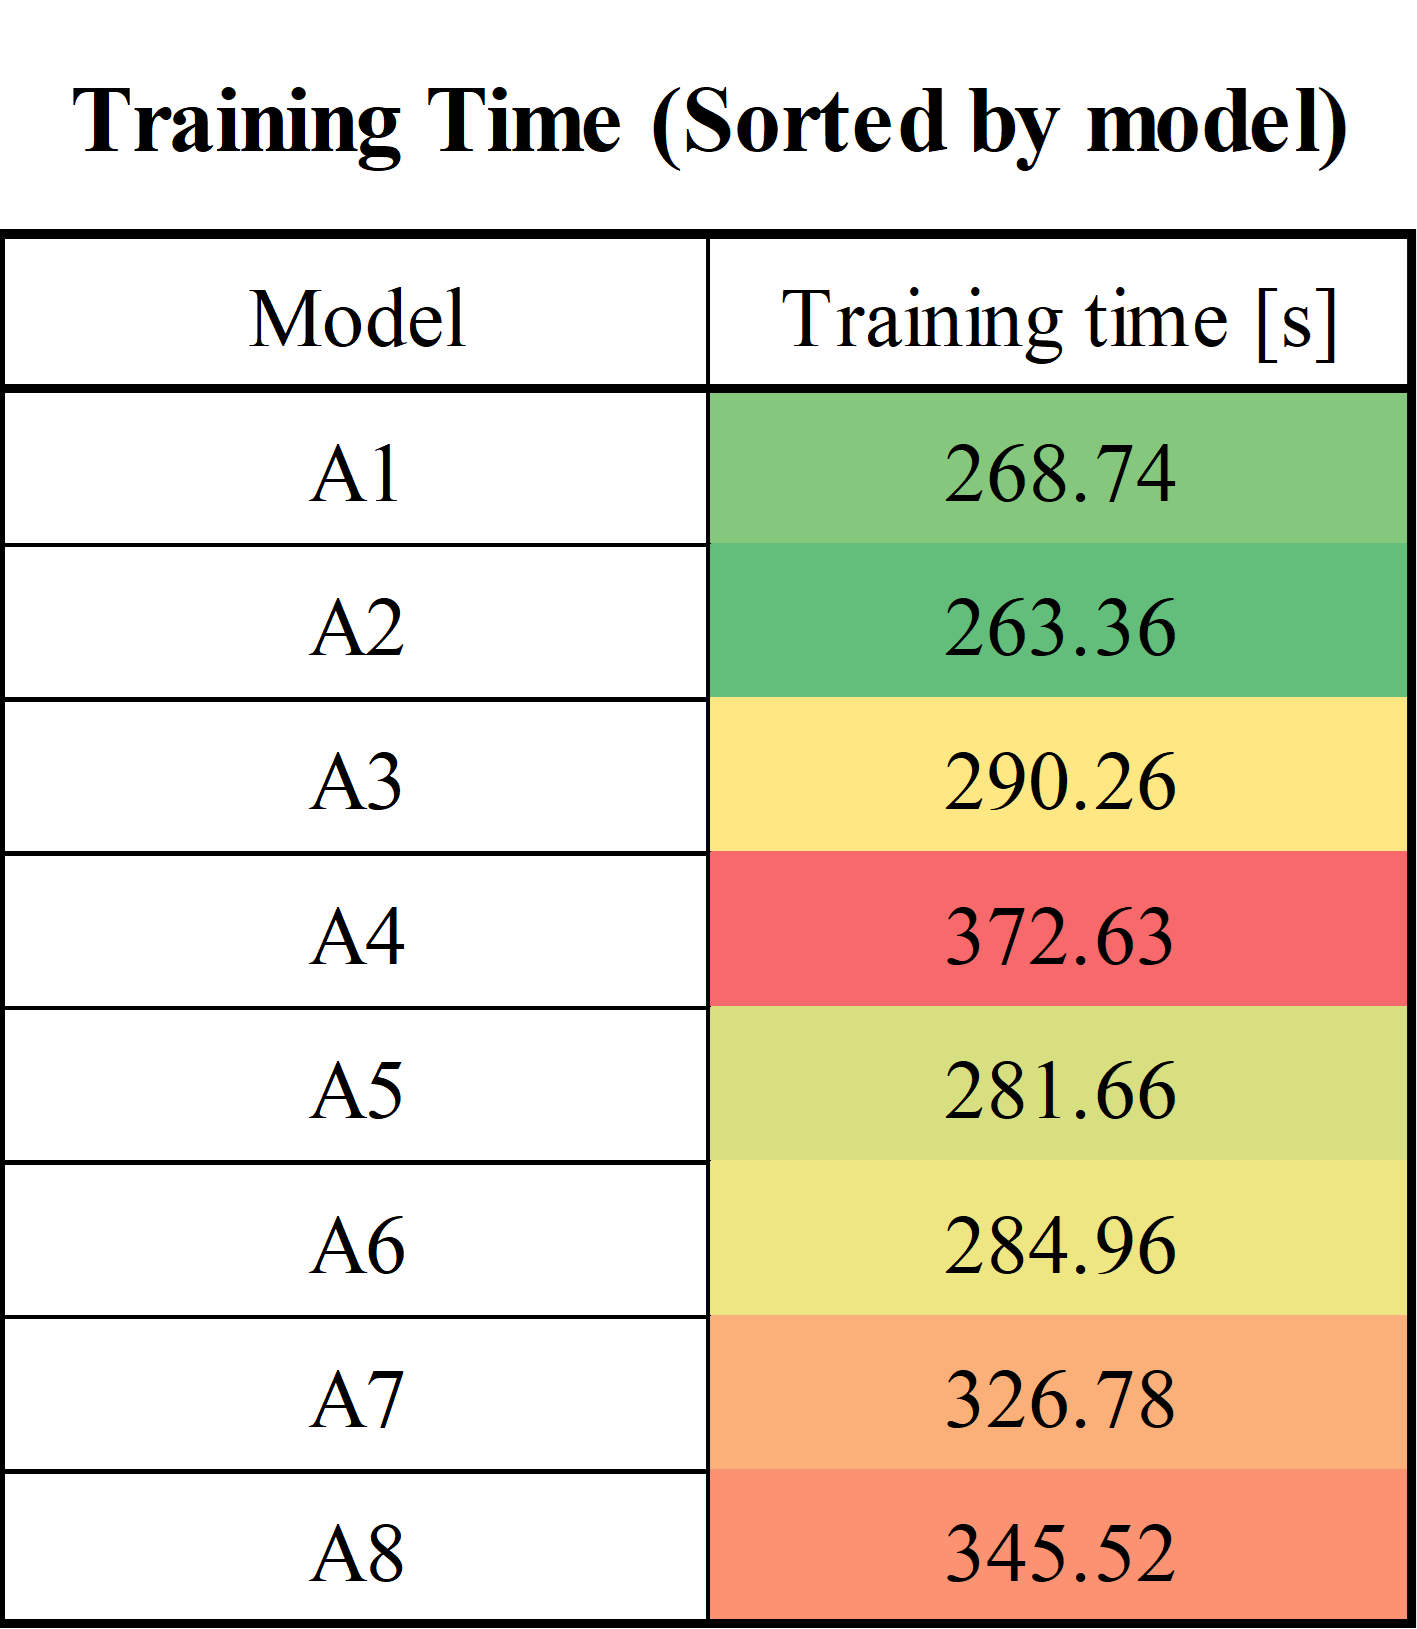 Training Time (Sorted by model)
Model Training time [s]
A1 268.74
A2 263.36
A3 290.26
A4 372.63
A5 281.66
A6 284.96
A7 326.78
A8 345.52